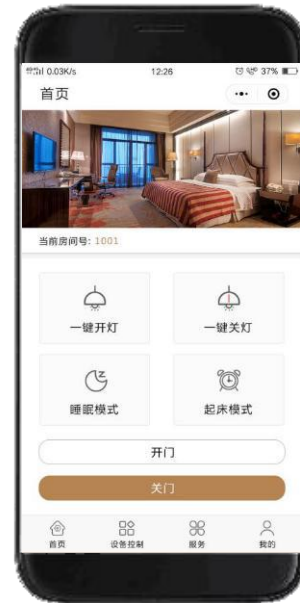 0.03K/s 12:26 37%
首页
当前房间号: 1001
一键开灯 一键关灯
睡眠模式 起床模式
开门
关门
首页 设备控制 服务 我的